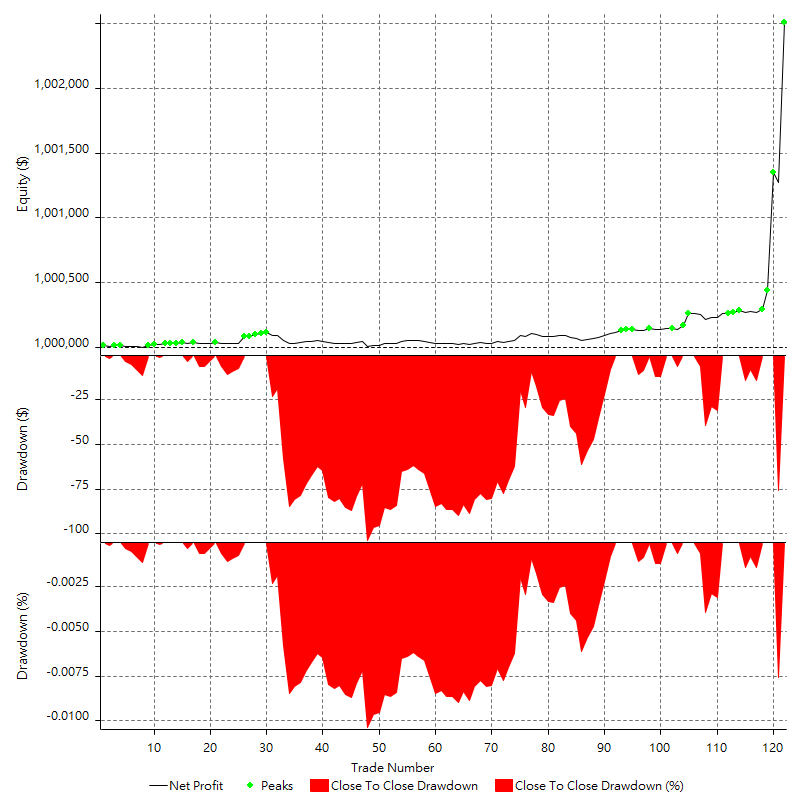 1,002,000
1,001,500
1,001,000
1,000,500
1,000,000
Equity ($)
-25
-50
-75
-100
Drawdown ($)
-0.0025
-0.0050
-0.0075
-0.0100
Drawdown (%)
10 20 30 40 50 60 70 80 90 100 110 120
Trade Number
Net Profit Peaks Close To Close Drawdown Close To Close Drawdown (%)